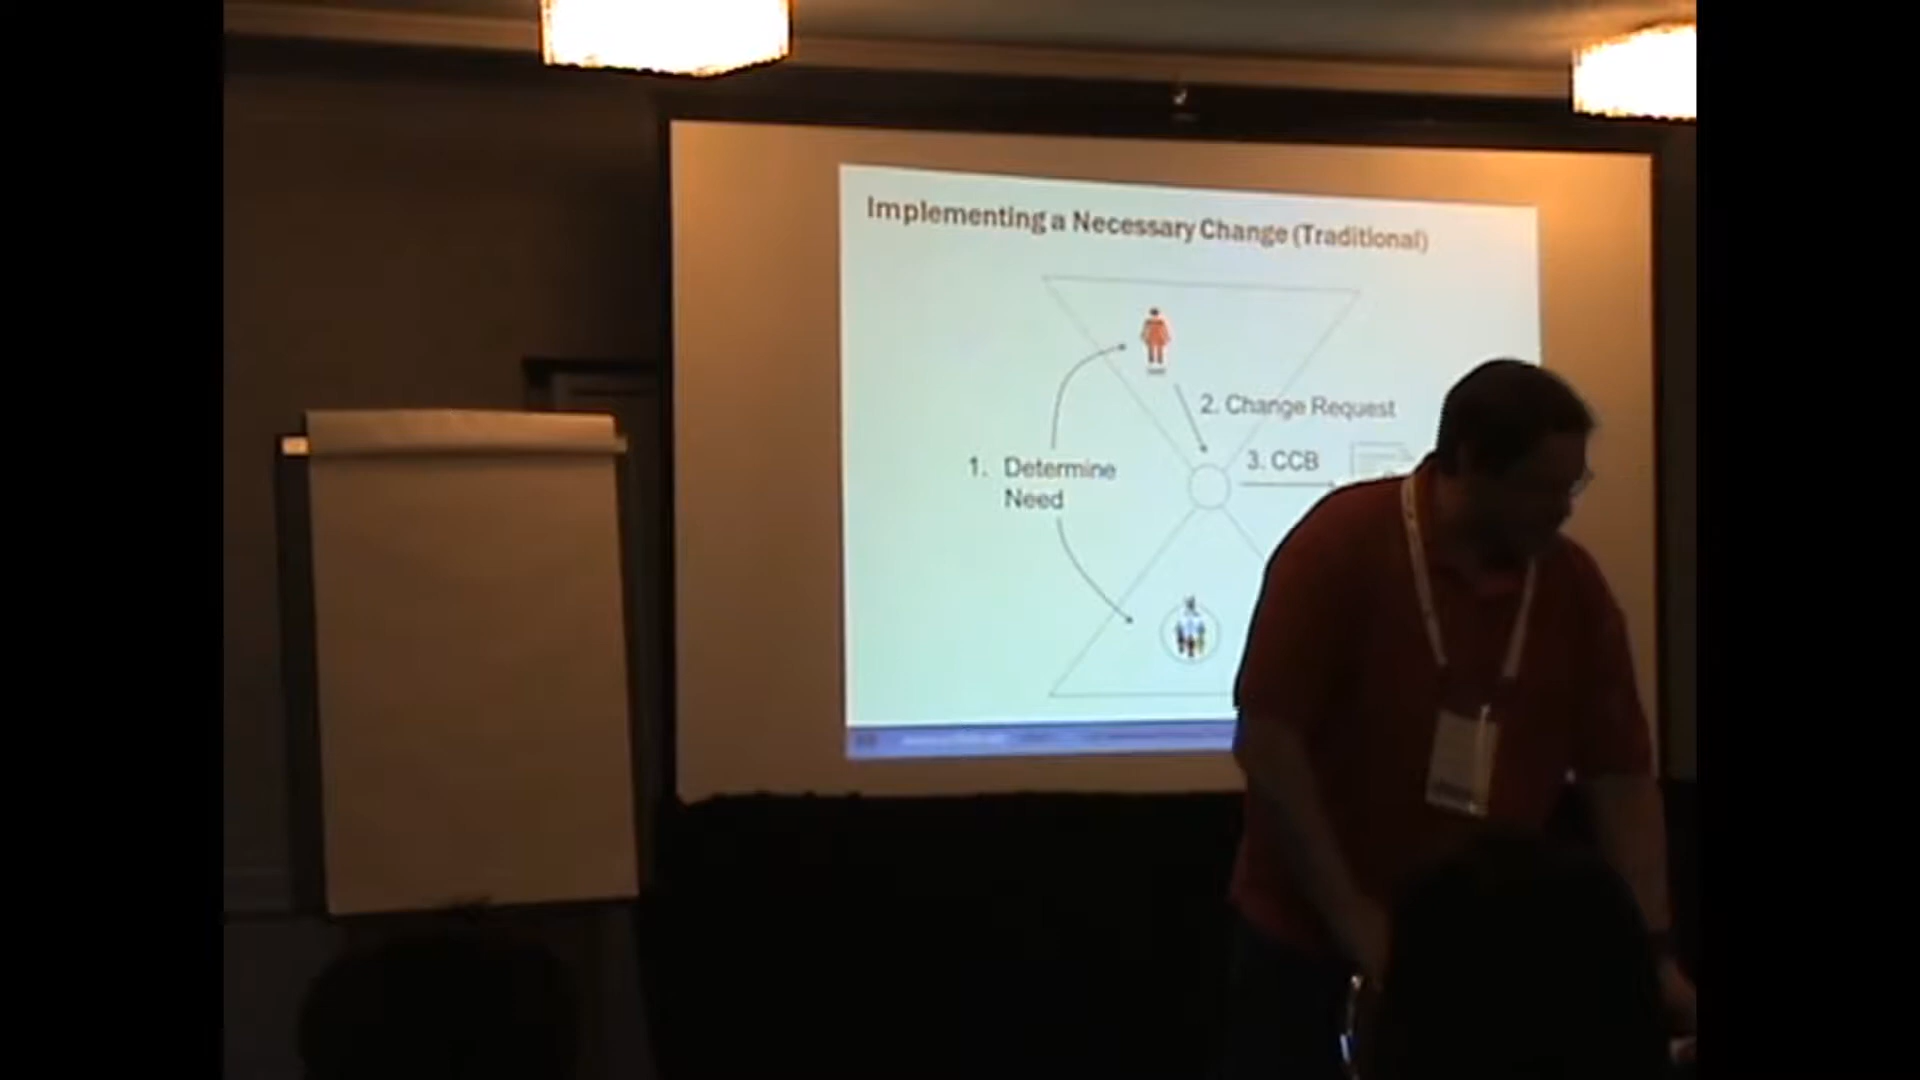 Implementing a Necessary Change (Traditional)
2. Change Request
3. CCB
1. Determine
Need